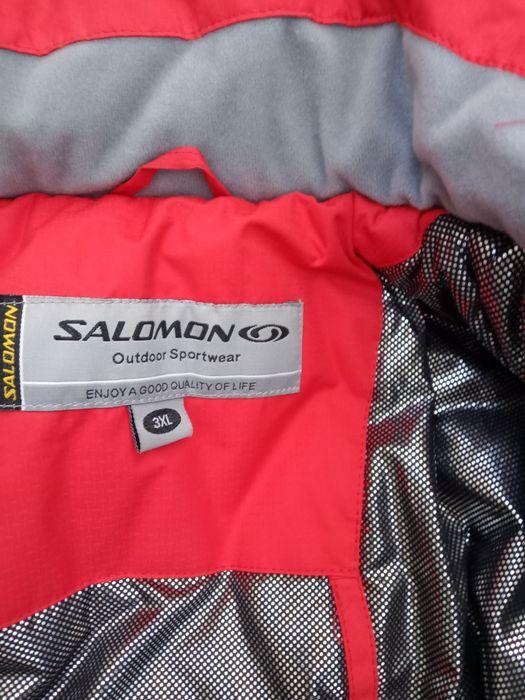 SALOMON
SALOMON
Outdoor Sportwear
ENJOY A GOOD QUALITY OF LIFE
3XL